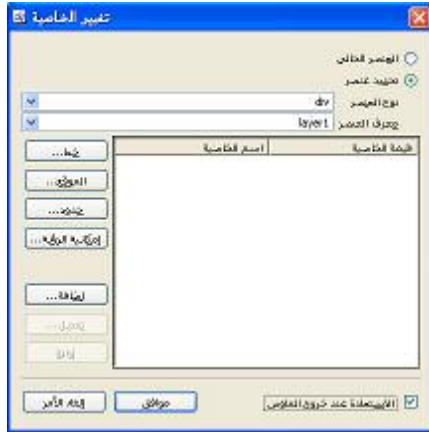 تغيير الخاصية
العنصر الحالي
تحديد عنصر
نوع العنصر
div
معرف العنصر
layer1
اسم الخاصية
قيمة الخاصية
خط...
الموقع...
حدود...
إمكانية الرؤية...
إضافة...
تعديل...
إزالة
الاستعادة عند خروج الماوس
موافق
إلغاء الأمر